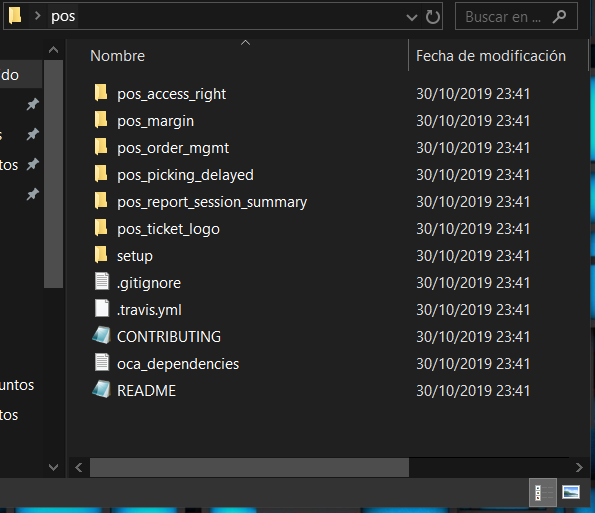 pos
Buscar en ...
Nombre
Fecha de modificación
do
pos_access_right
30/10/2019 23:41
pos_margin
30/10/2019 23:41
s
pos_order_mgmt
30/10/2019 23:41
tos
pos_picking_delayed
30/10/2019 23:41
pos_report_session_summary
30/10/2019 23:41
pos_ticket_logo
30/10/2019 23:41
setup
30/10/2019 23:41
.gitignore
30/10/2019 23:41
.travis.yml
30/10/2019 23:41
CONTRIBUTING
30/10/2019 23:41
oca_dependencies
30/10/2019 23:41
untos
README
30/10/2019 23:41
tos